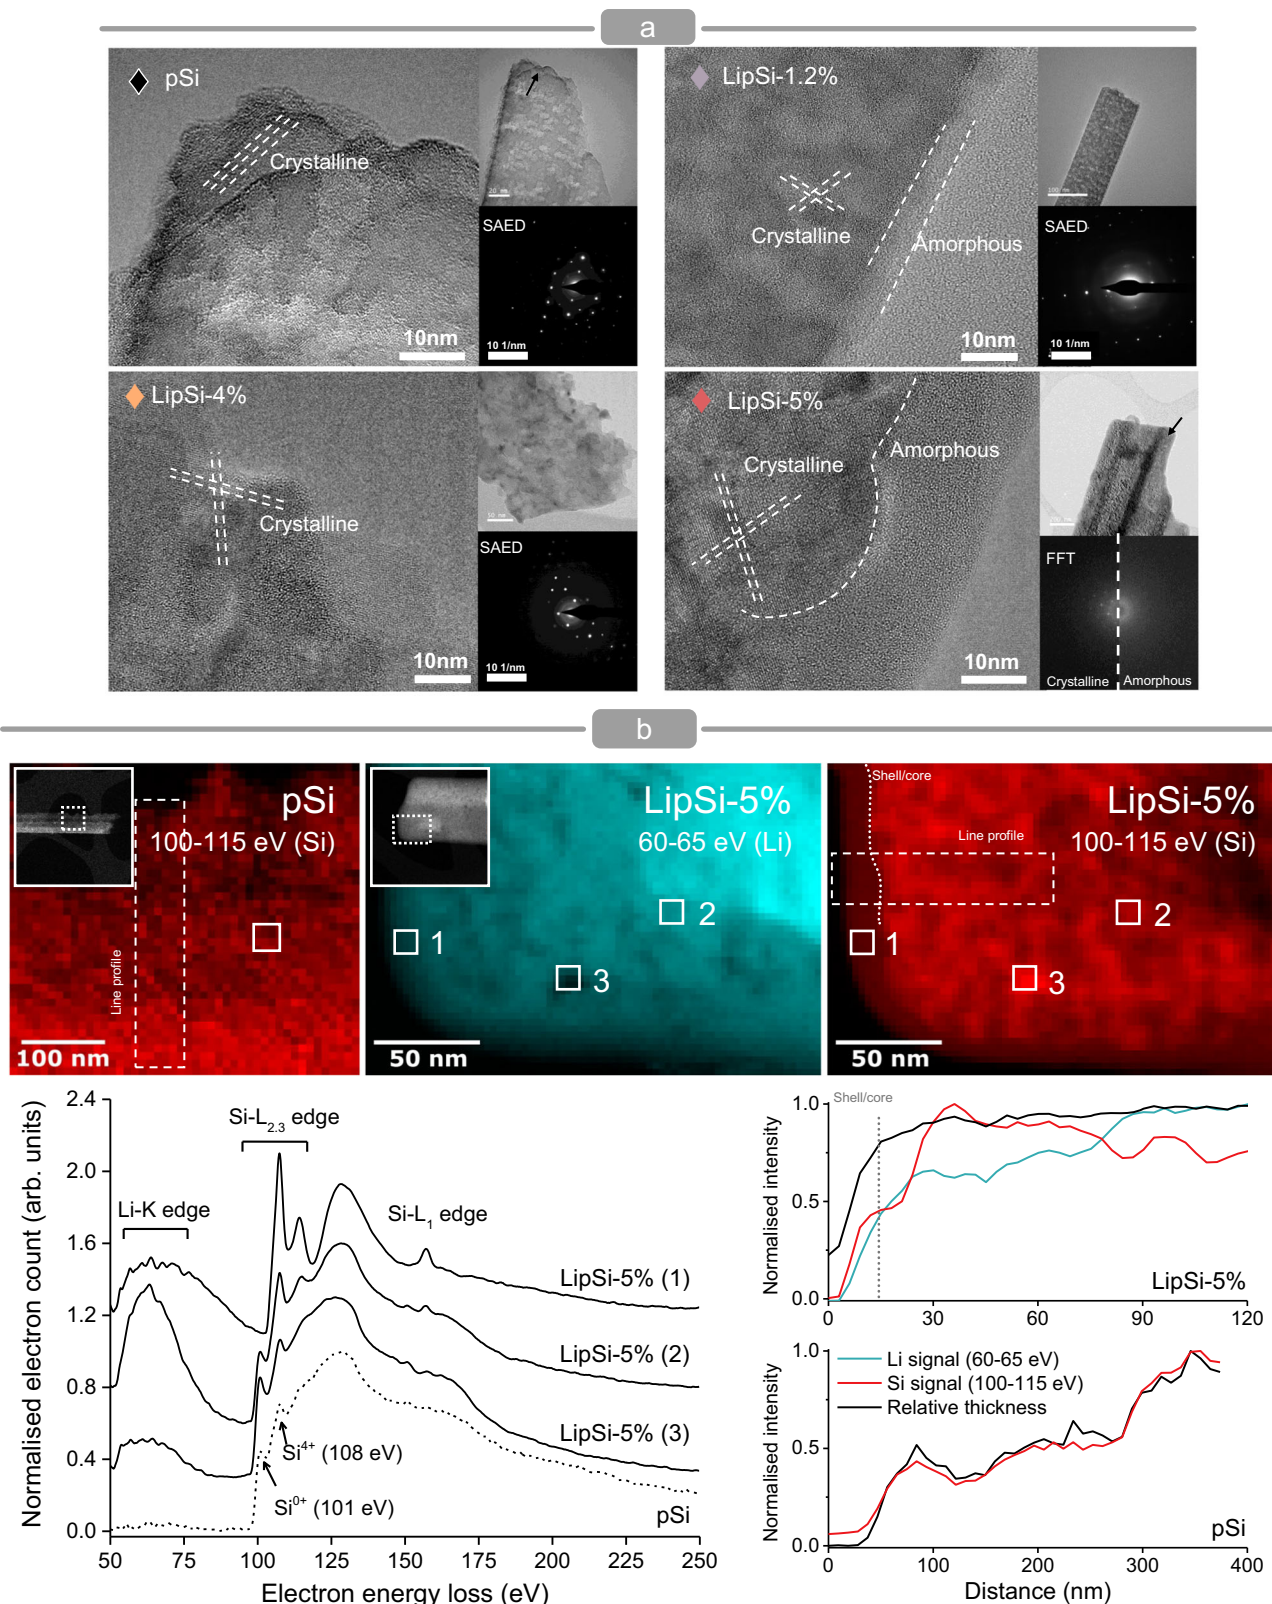 a
pSi
Crystalline
20 nm
SAED
10nm
10 1/nm
LipSi-1.2%
Crystalline
Amorphous
100 nm
SAED
10nm
10 1/nm
LipSi-4%
Crystalline
50 nm
SAED
10nm
10 1/nm
LipSi-5%
Crystalline
Amorphous
FFT
10nm
Crystalline
Amorphous
b
pSi
100-115 eV (Si)
Line profile
100 nm
LipSi-5%
60-65 eV (Li)
1
2
3
50 nm
Shell/core
LipSi-5%
100-115 eV (Si)
Line profile
1
2
3
50 nm
Normalised electron count (arb. units)
2.4
2.0
1.6
1.2
0.8
0.4
0.0
Si-L2.3 edge
Li-K edge
Si-L1 edge
LipSi-5% (1)
LipSi-5% (2)
LipSi-5% (3)
Si4+ (108 eV)
Si0+ (101 eV)
pSi
50 75 100 125 150 175 200 225 250
Electron energy loss (eV)
Shell/core
Normalised intensity
1.0
0.5
0.0
LipSi-5%
0 30 60 90 120
Normalised intensity
1.0
0.5
0.0
Li signal (60-65 eV)
Si signal (100-115 eV)
Relative thickness
pSi
0 100 200 300 400
Distance (nm)